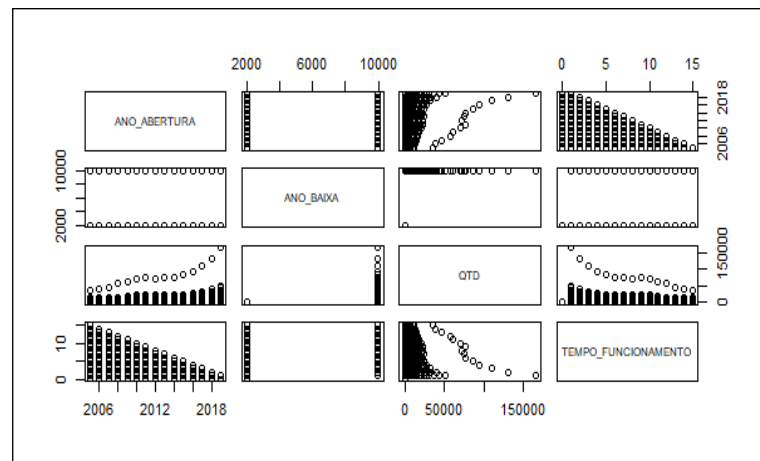 2000 6000 10000 0 5 10 15
ANO_ABERTURA
2006 2018
2000 10000
ANO_BAIXA
QTD
0 150000
0 10
TEMPO_FUNCIONAMENTO
2006 2012 2018 0 50000 150000